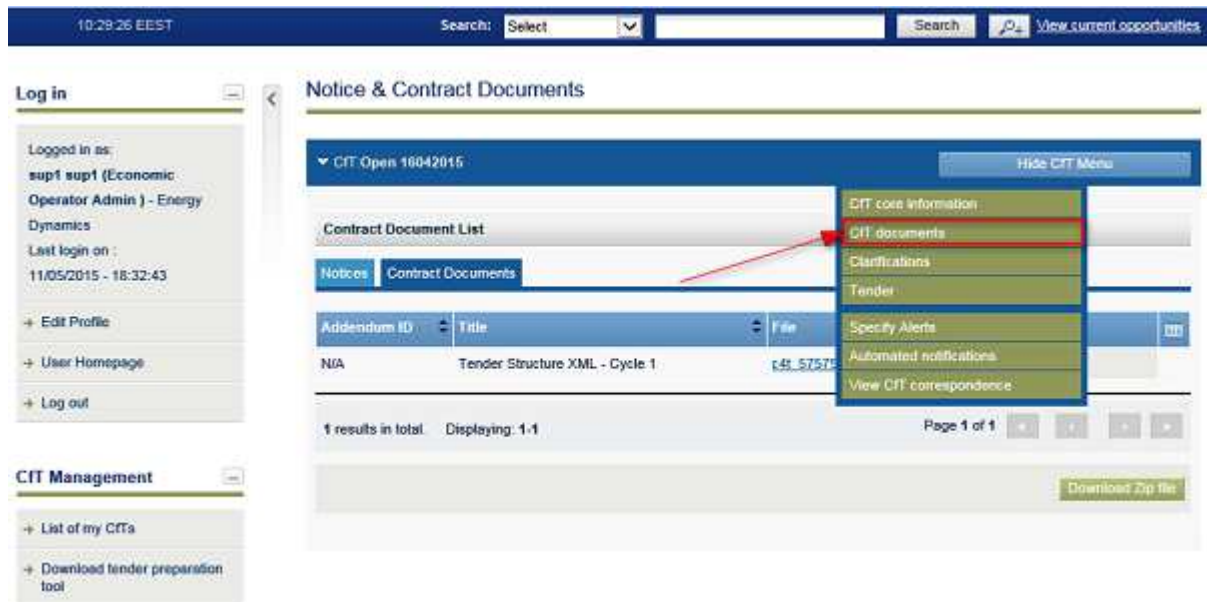 10:29:26 EEST Search: Select Search View current opportunities
Log in
Logged in as:
sup1 sup1 (Economic
Operator Admin ) - Energy
Dynamics
Last login on :
11/05/2015 - 18:32:43
Edit Profile
User Homepage
Log out
CfT Management
List of my CfTs
Download tender preparation
tool
Notice & Contract Documents
CfT Open 16042015 Hide CfT Menu
CfT core information
CfT documents
Clarifications
Tender
Specify Alerts
Automated notifications
View CfT correspondence
Contract Document List
Notices Contract Documents
Addendum ID Title File
N/A Tender Structure XML - Cycle 1 c4t_5757
1 results in total. Displaying: 1-1 Page 1 of 1
Download Zip file